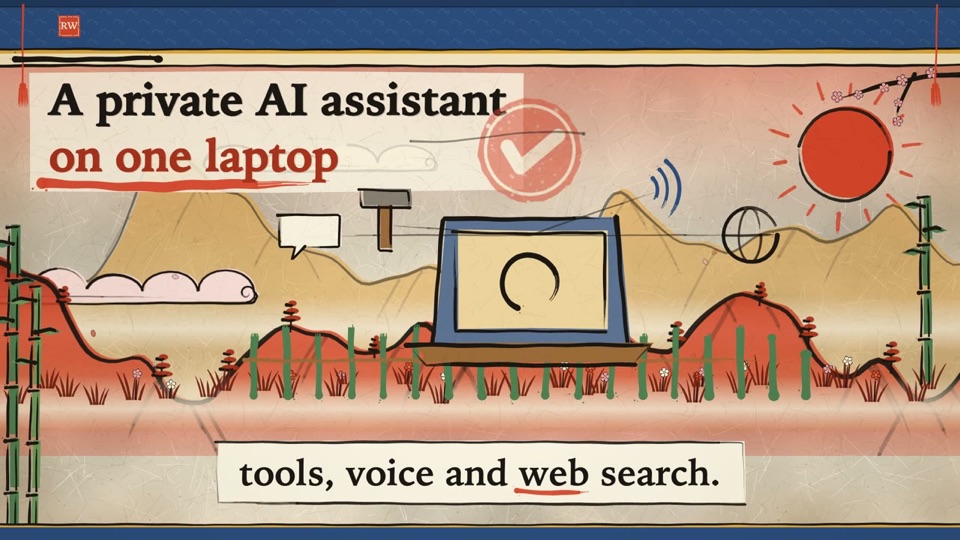 RW
A private AI assistant
on one laptop
tools, voice and web search.